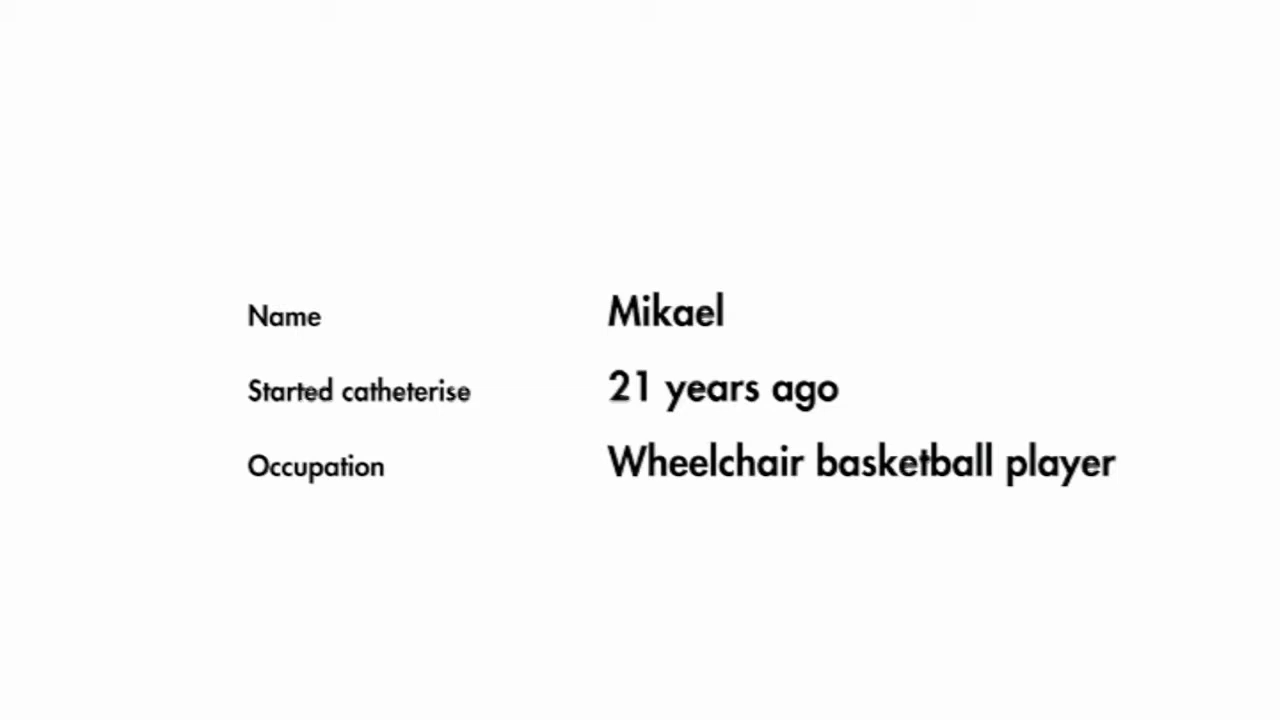 Name Mikael
Started catheterise 21 years ago
Occupation Wheelchair basketball player